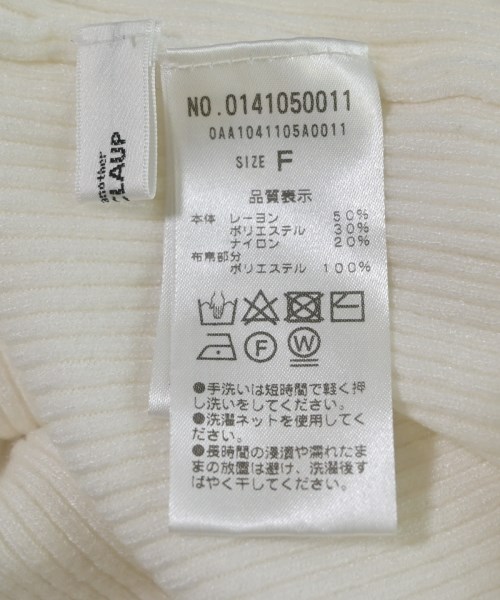 another
CLAUP
NO.0141050011
0AA1041105A0011
SIZE F
品質表示
本体 レーヨン 50%
ポリエステル 30%
ナイロン 20%
布帛部分
ポリエステル 100%
F
W
●手洗いは短時間で軽く押
し洗いをしてください。
●洗濯ネットを使用してく
ださい。
●長時間の浸漬や濡れたま
まの放置は避け、洗濯後す
ばやく干してください。